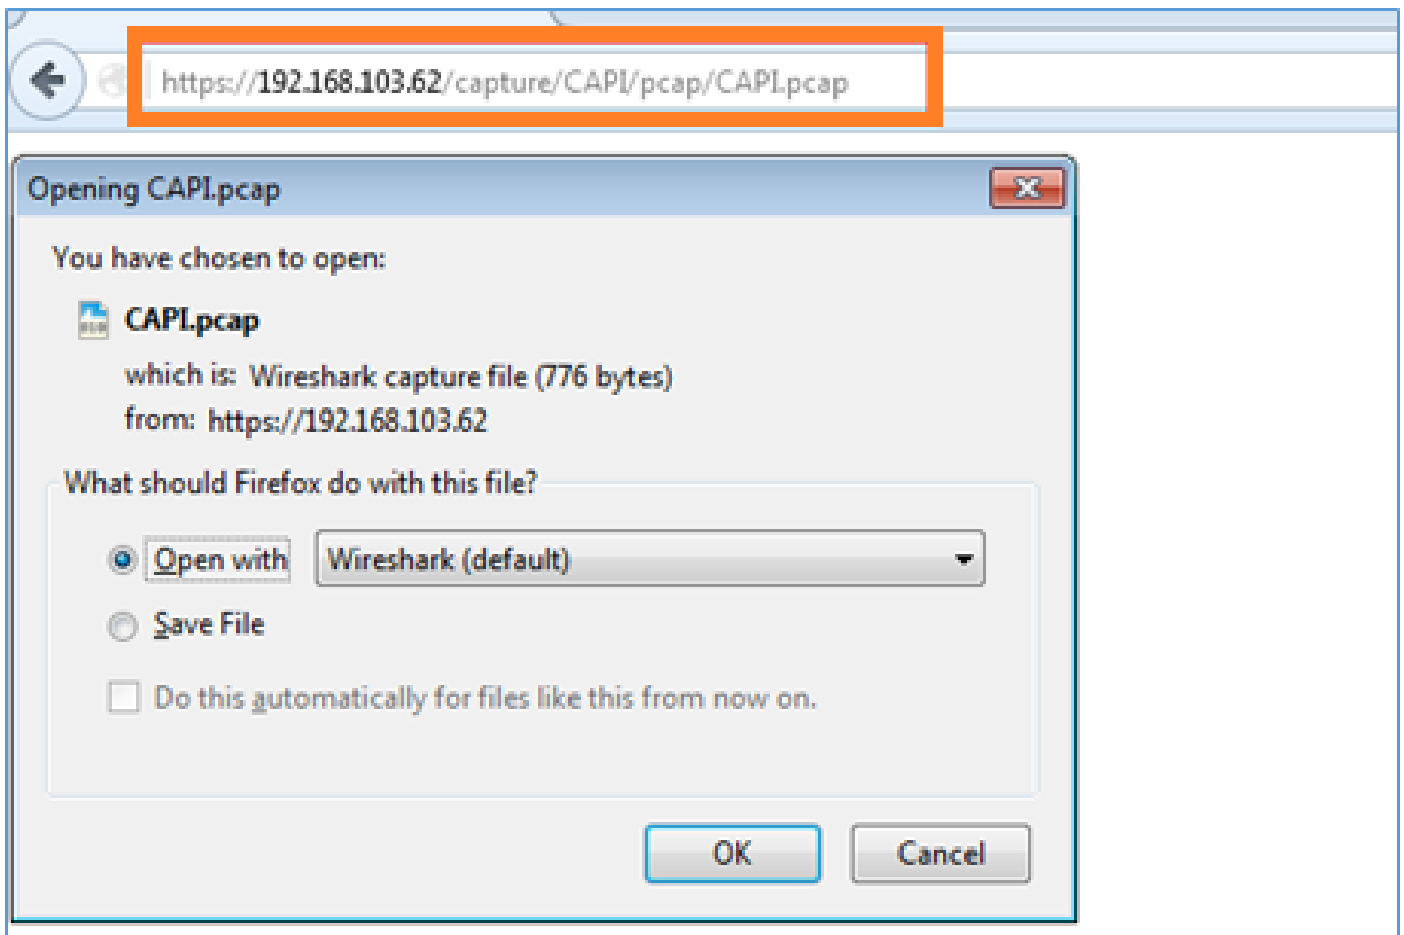 https://192.168.103.62/capture/CAPI/pcap/CAPI.pcap
Opening CAPI.pcap
You have chosen to open:
CAPI.pcap
which is: Wireshark capture file (776 bytes)
from: https://192.168.103.62
What should Firefox do with this file?
Open with Wireshark (default)
Save File
Do this automatically for files like this from now on.
OK Cancel